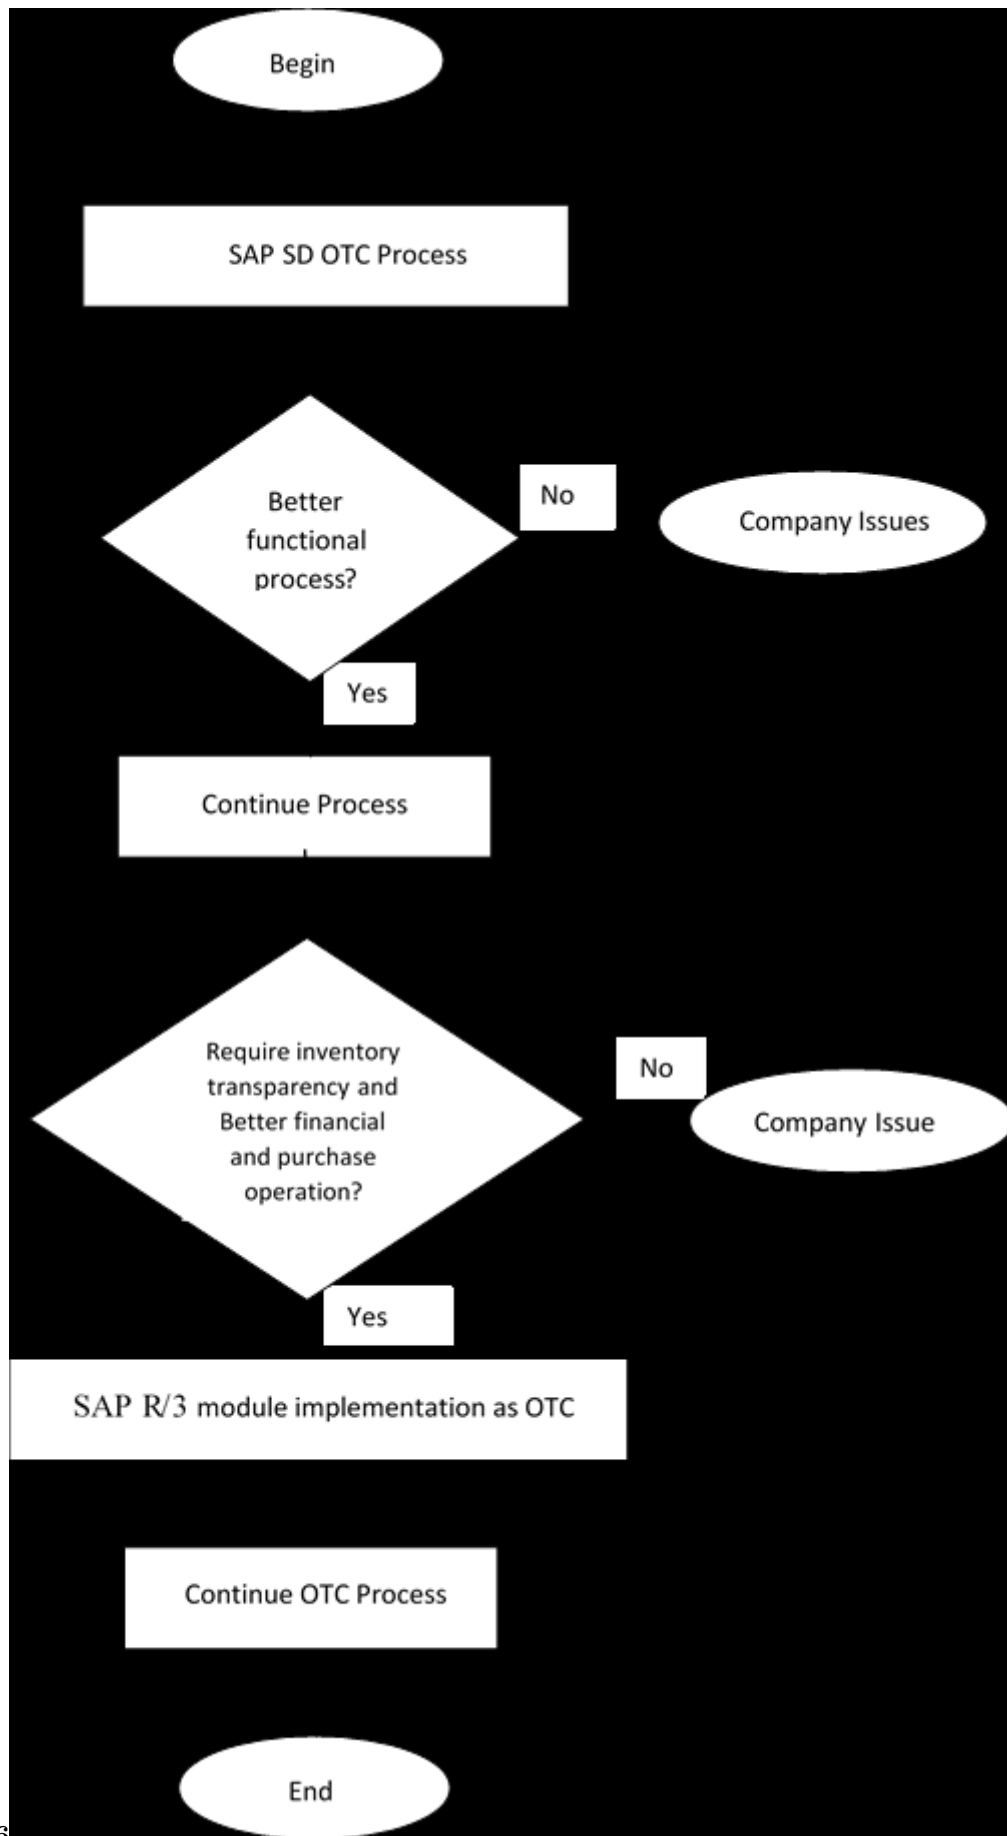 Begin
SAP SD OTC Process
Better
functional
process?
No
Company Issues
Yes
Continue Process
Require inventory
transparency and
Better financial
and purchase
operation?
No
Company Issue
Yes
SAP R/3 module implementation as OTC
Continue OTC Process
End